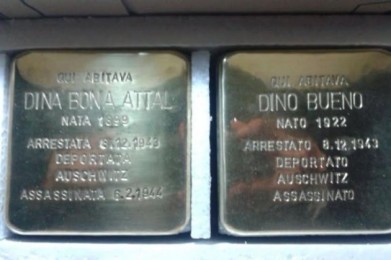 QUI ABITAVA
DINA BONA ATTAL
NATA 1899
ARRESTATA 8.12.1943
DEPORTATA
AUSCHWITZ
ASSASSINATA 6.2.1944
QUI ABITAVA
DINO BUENO
NATO 1922
ARRESTATO 8.12.1943
DEPORTATO
AUSCHWITZ
ASSASSINATO